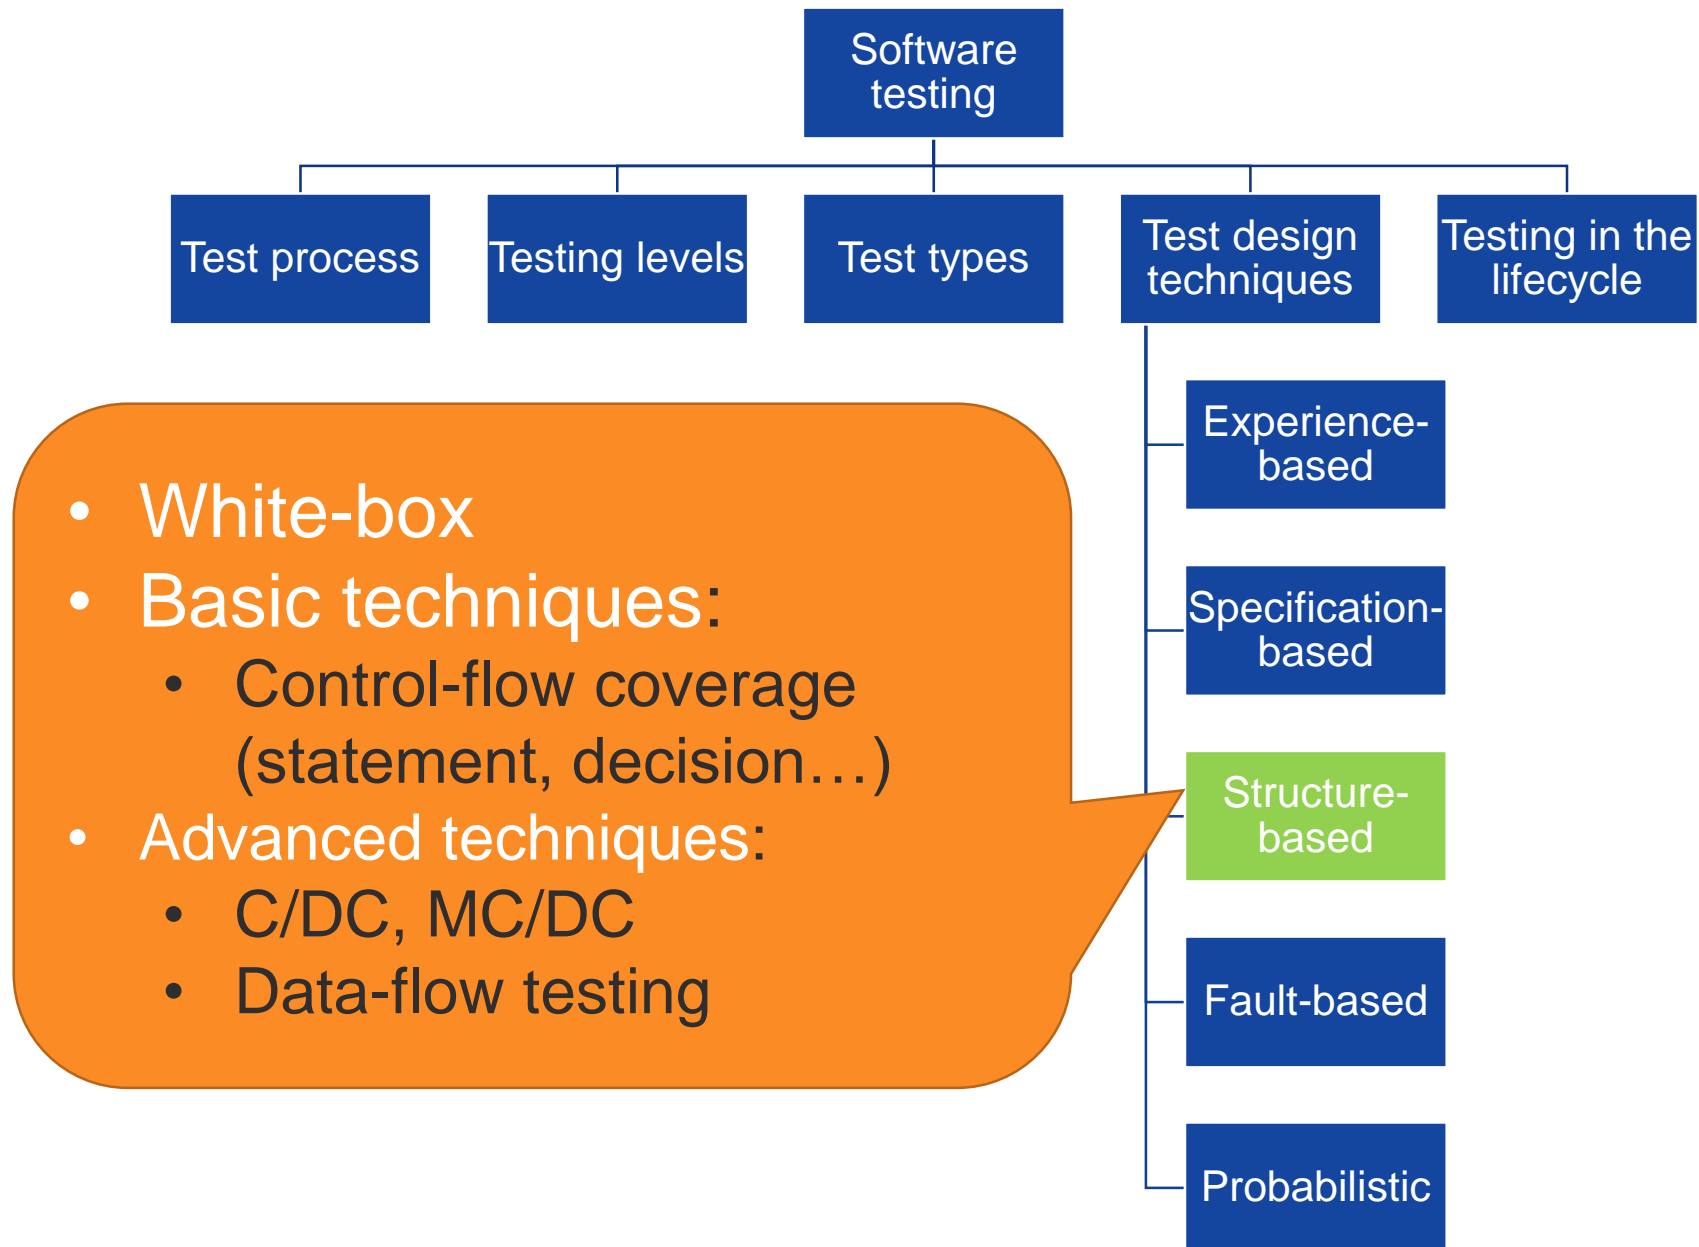 Software
testing
Test process
Testing levels
Test types
Test design
techniques
Testing in the
lifecycle
Experience-
based
Specification-
based
Structure-
based
Fault-based
Probabilistic
• White-box
• Basic techniques:
• Control-flow coverage
(statement, decision…)
• Advanced techniques:
• C/DC, MC/DC
• Data-flow testing